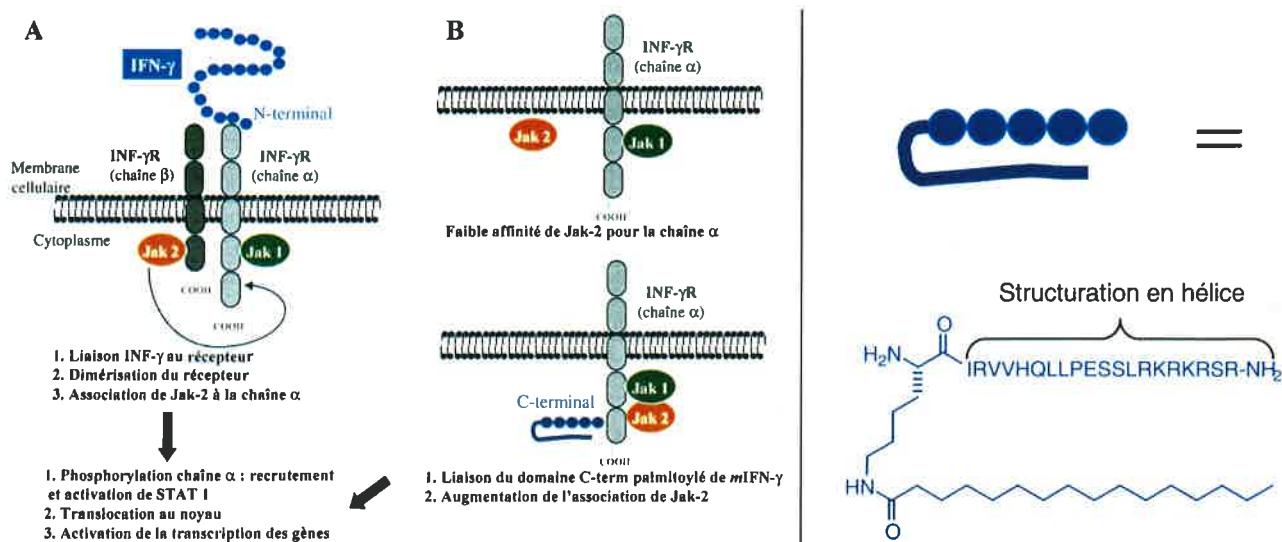 A
IFN-γ
N-terminal
INF-γR
(chaîne β)
INF-γR
(chaîne α)
Membrane
cellulaire
Cytoplasme
Jak 2
Jak 1
COOH
COOH
1. Liaison INF-γ au récepteur
2. Dimérisation du récepteur
3. Association de Jak-2 à la chaîne α
1. Phosphorylation chaîne α : recrutement
et activation de STAT 1
2. Translocation au noyau
3. Activation de la transcription des gènes
B
INF-γR
(chaîne α)
Jak 2
Jak 1
COOH
Faible affinité de Jak-2 pour la chaîne α
INF-γR
(chaîne α)
C-terminal
Jak 1
Jak 2
COOH
1. Liaison du domaine C-term palmitoylé de mIFN-γ
2. Augmentation de l'association de Jak-2
=
Structuration en hélice
O
H₂N
IRVVHQLLPESSLRKRKRSR-NH₂
HN
O